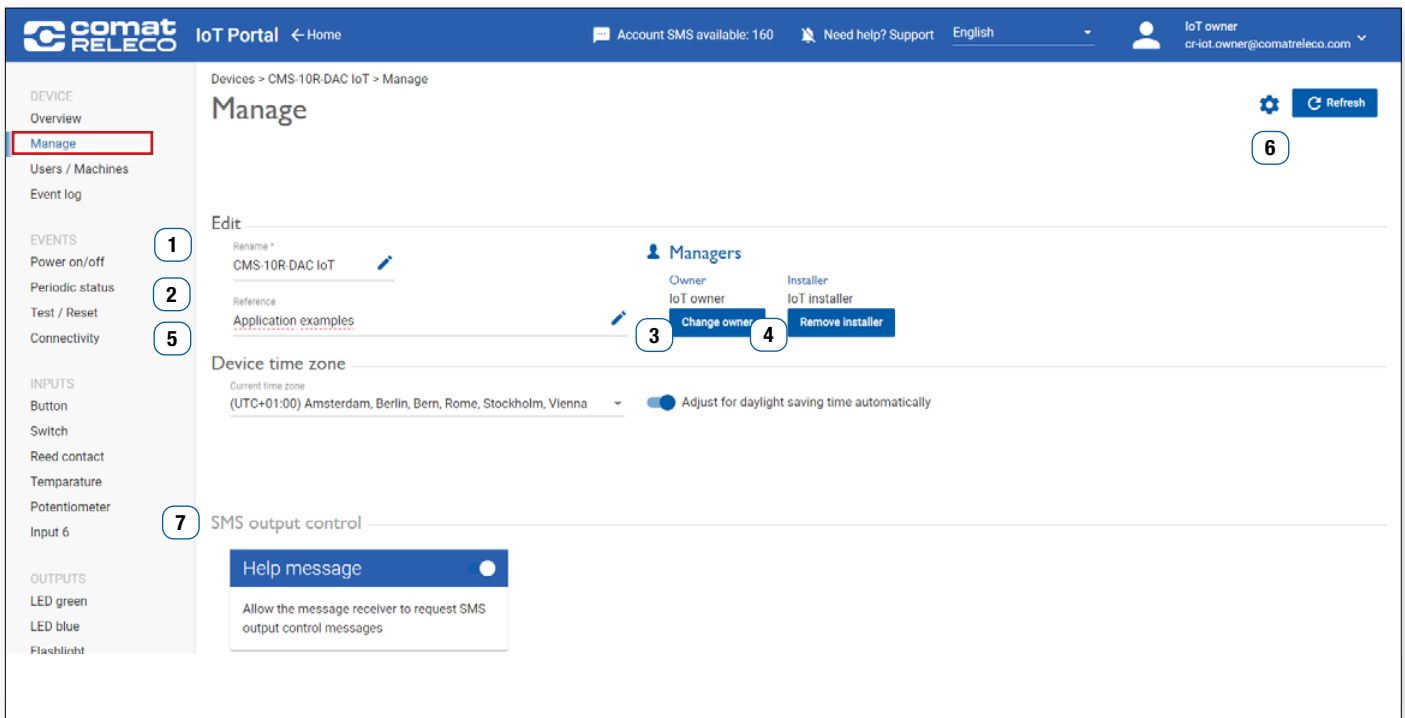 comat
RELECO
IoT Portal ← Home
Account SMS available: 160
Need help? Support
English
IoT owner
cr-iot.owner@comatreleco.com
DEVICE
Overview
Manage
Users / Machines
Event log
EVENTS
Power on/off
Periodic status
Test / Reset
Connectivity
INPUTS
Button
Switch
Reed contact
Temparature
Potentiometer
Input 6
OUTPUTS
LED green
LED blue
Flashlight
Devices > CMS-10R-DAC IoT > Manage
Manage
Refresh
6
Edit
1
Rename *
CMS-10R-DAC IoT
2
Reference
Application examples
Managers
Owner
IoT owner
3
Change owner
Installer
IoT installer
4
Remove installer
5
Device time zone
Current time zone
(UTC+01:00) Amsterdam, Berlin, Bern, Rome, Stockholm, Vienna
Adjust for daylight saving time automatically
7
SMS output control
Help message
Allow the message receiver to request SMS
output control messages